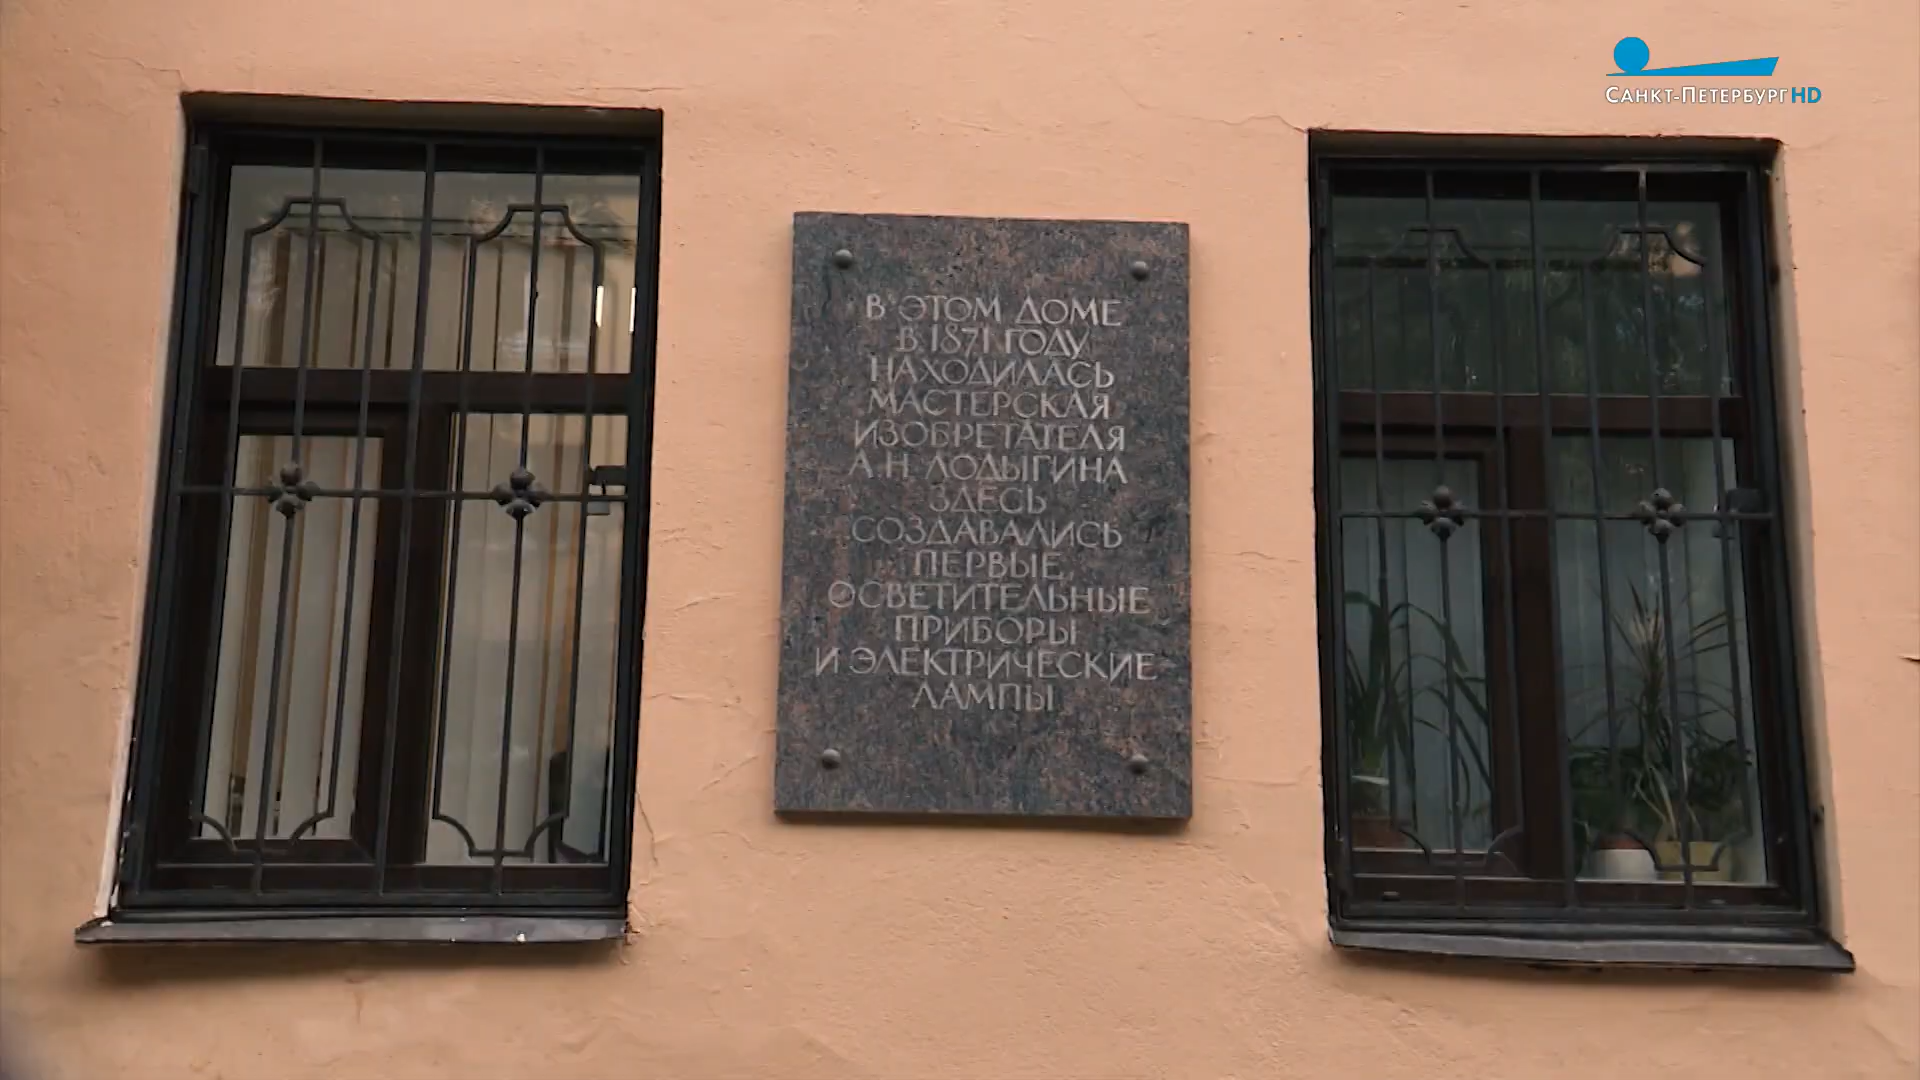 САНКТ-ПЕТЕРБУРГ HD
В ЭТОМ ДОМЕ
В 1871 ГОДУ
НАХОДИЛАСЬ
МАСТЕРСКАЯ
ИЗОБРЕТАТЕЛЯ
А.Н. ЛОДЫГИНА
ЗДЕСЬ
СОЗДАВАЛИСЬ
ПЕРВЫЕ
ОСВЕТИТЕЛЬНЫЕ
ПРИБОРЫ
И ЭЛЕКТРИЧЕСКИЕ
ЛАМПЫ